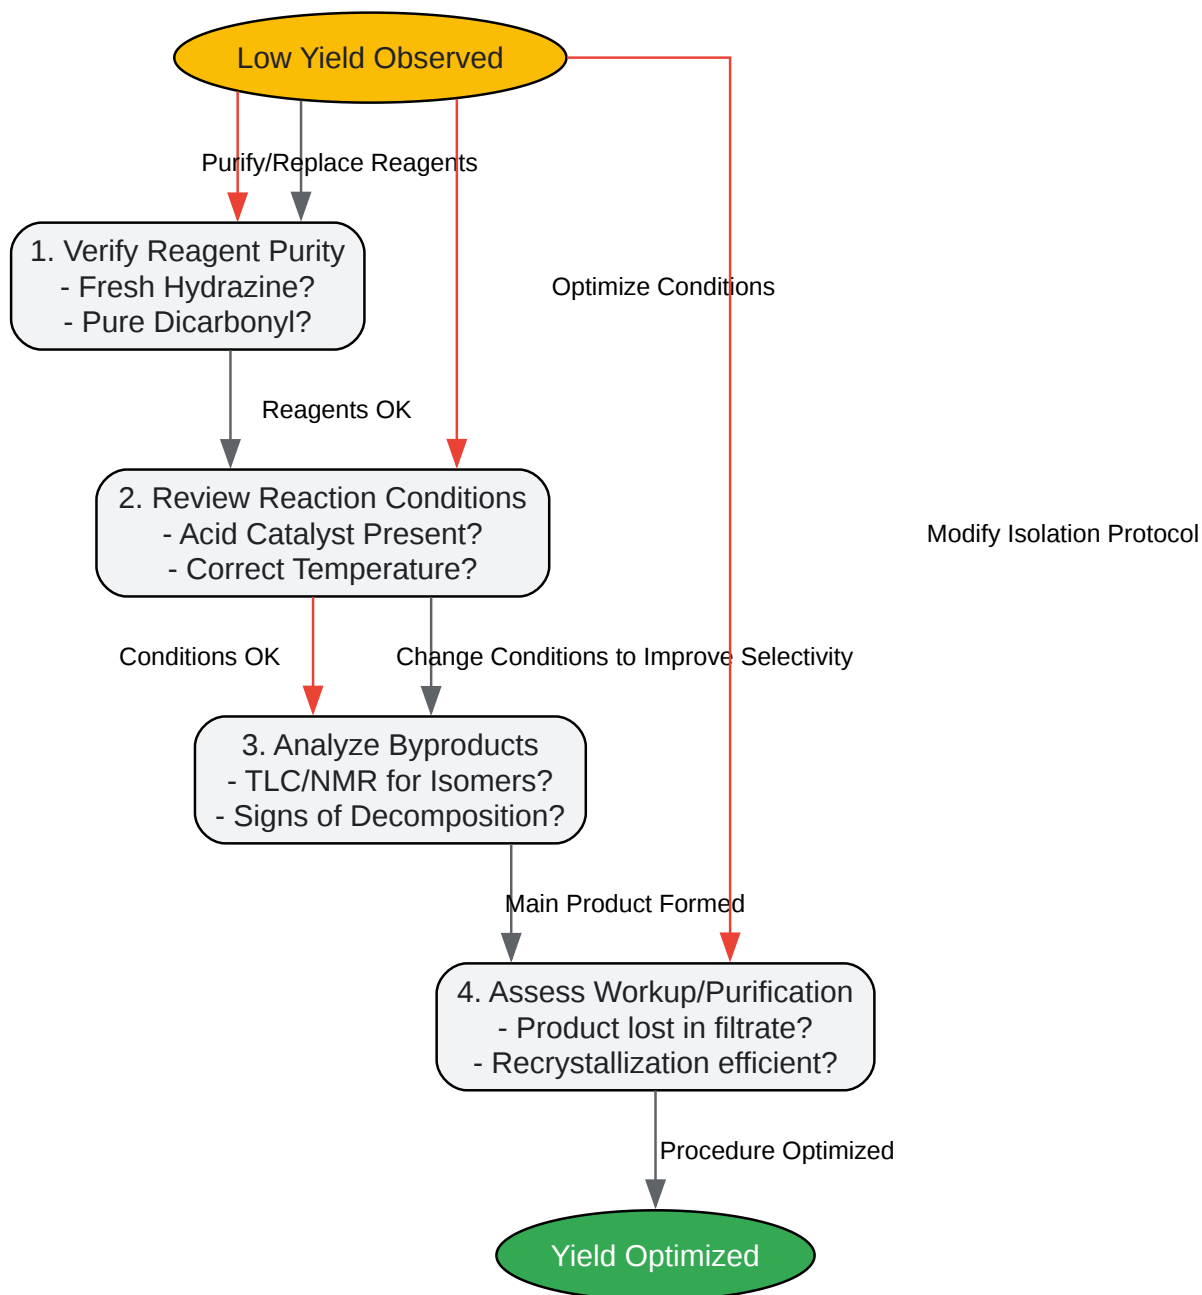 Low Yield Observed
Purify/Replace Reagents
1. Verify Reagent Purity
- Fresh Hydrazine?
- Pure Dicarbonyl?
Optimize Conditions
Reagents OK
2. Review Reaction Conditions
- Acid Catalyst Present?
- Correct Temperature?
Modify Isolation Protocol
Conditions OK
Change Conditions to Improve Selectivity
3. Analyze Byproducts
- TLC/NMR for Isomers?
- Signs of Decomposition?
Main Product Formed
4. Assess Workup/Purification
- Product lost in filtrate?
- Recrystallization efficient?
Procedure Optimized
Yield Optimized